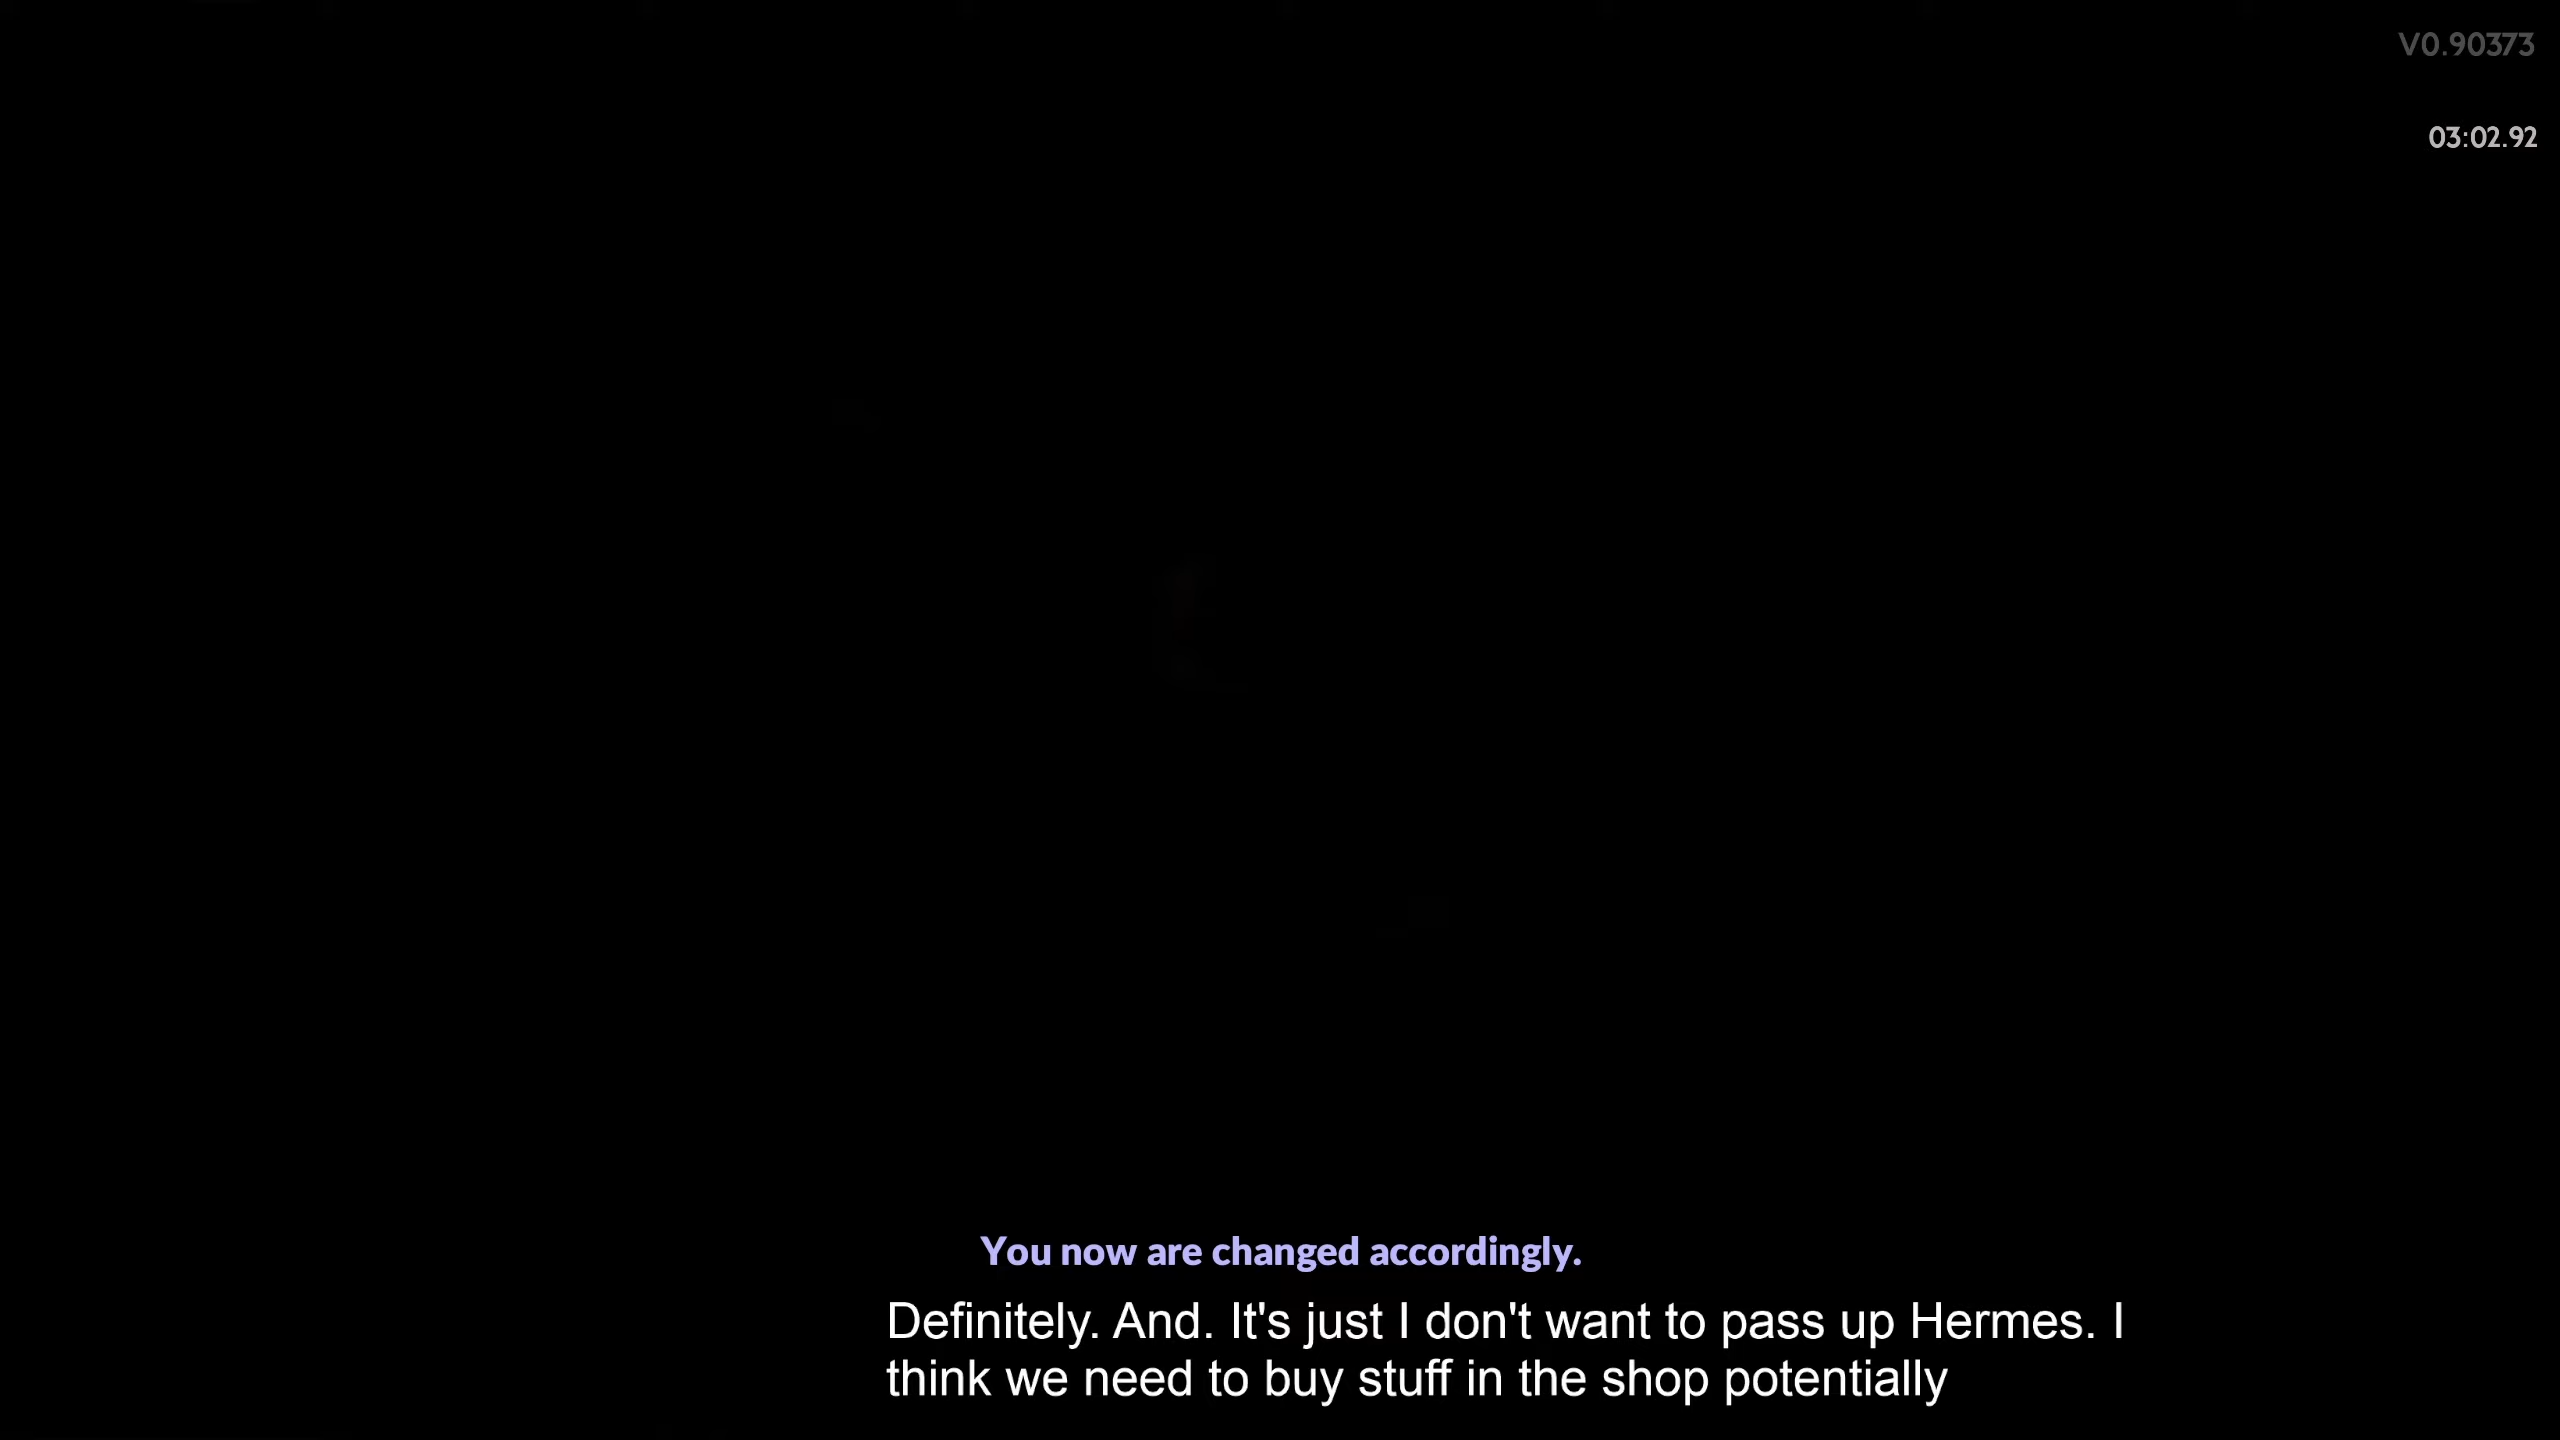 V0.90373
03:02.92
You now are changed accordingly.
Definitely. And. It's just I don't want to pass up Hermes. I
think we need to buy stuff in the shop potentially